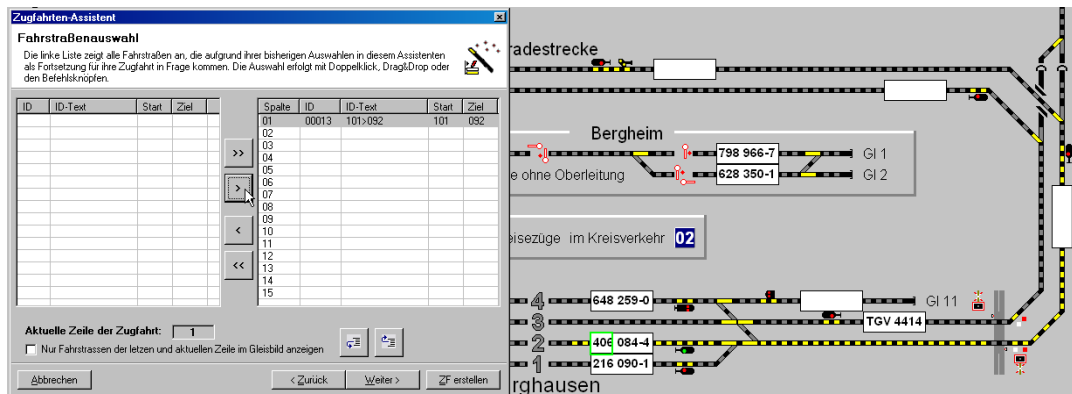 Zugfahrten-Assistent
Fahrstraßenauswahl
Die linke Liste zeigt alle Fahrstraßen an, die aufgrund ihrer bisherigen Auswahlen in diesem Assistenten
als Fortsetzung für ihre Zugfahrt in Frage kommen. Die Auswahl erfolgt mit Doppelklick, Drag&Drop oder
den Befehlsknöpfen.
ID ID-Text Start Ziel
Spalte ID ID-Text Start Ziel
01 00013 101>092 101 092
02
03
04
05
06
07
08
09
10
11
12
13
14
15
>>
>
<
<<
Aktuelle Zeile der Zugfahrt: 1
Nur Fahrstrassen der letzen und aktuellen Zeile im Gleisbild anzeigen
Abbrechen
< Zurück
Weiter >
ZF erstellen
radestrecke
Bergheim
798 966-7 Gl 1
e ohne Oberleitung 628 350-1 Gl 2
eisezüge im Kreisverkehr 02
4 648 259-0 Gl 11
3 TGV 4414
2 406 084-4
1 216 090-1
rghausen